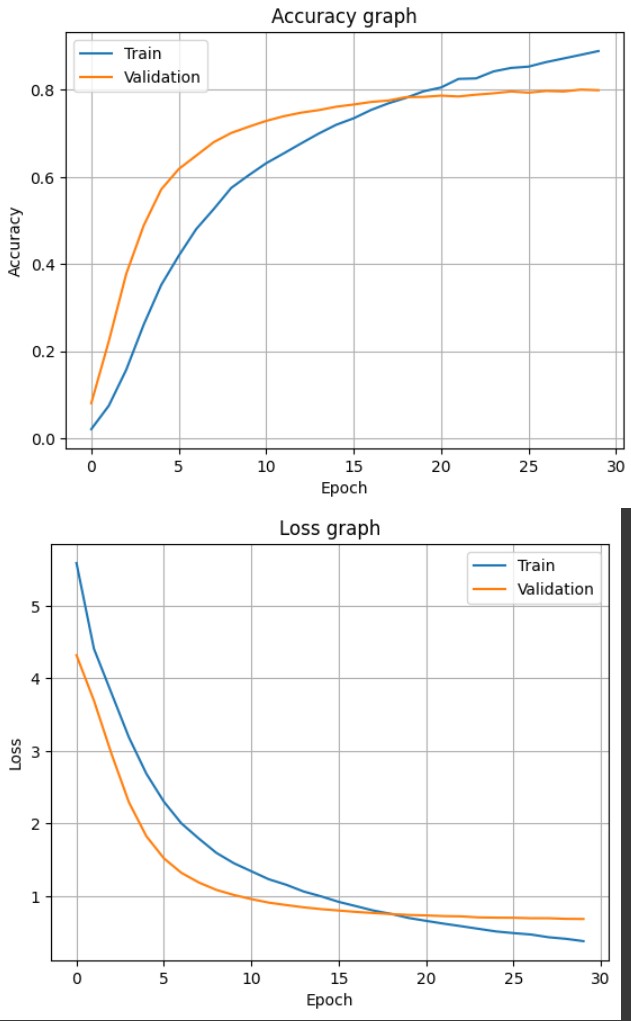 Accuracy graph
Train
Validation
0.8
0.6
0.4
0.2
0.0
Accuracy
0 5 10 15 20 25 30
Epoch
Loss graph
Train
Validation
5
4
3
2
1
Loss
0 5 10 15 20 25 30
Epoch